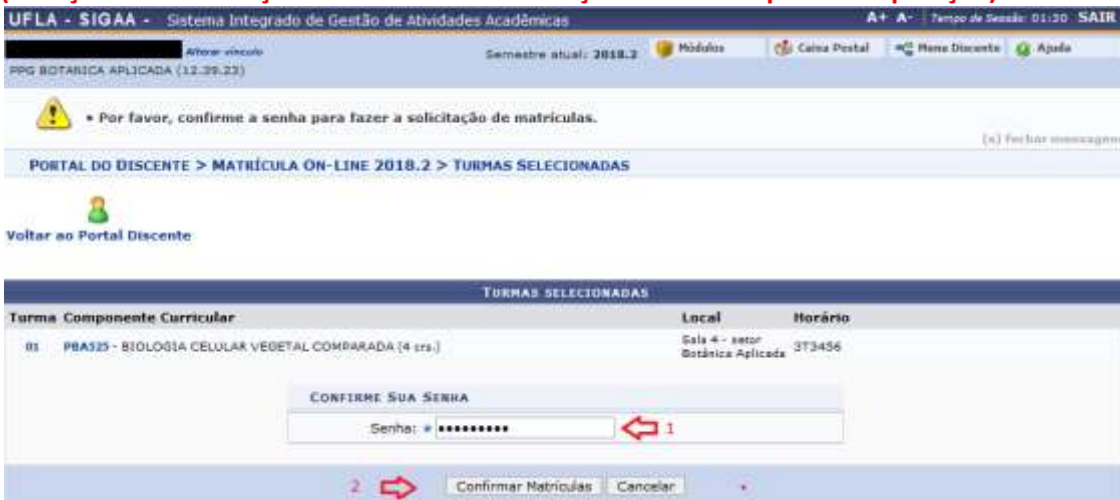 UFLA - SIGAA - Sistema Integrado de Gestão de Atividades Acadêmicas A+ A- Tempo de Sessão: 01:30 SAIR
Alterar vínculo Semestre atual: 2018.2 Módulos Caixa Postal Menu Discente Ajuda
PPG BOTANICA APLICADA (12.39.23)
• Por favor, confirme a senha para fazer a solicitação de matrículas.
(x) fechar mensagens
PORTAL DO DISCENTE > MATRÍCULA ON-LINE 2018.2 > TURMAS SELECIONADAS
Voltar ao Portal Discente
TURMAS SELECIONADAS
Turma Componente Curricular Local Horário
01 PBA525 - BIOLOGIA CELULAR VEGETAL COMPARADA (4 crs.) Sala 4 - setor Botânica Aplicada 3T3456
CONFIRME SUA SENHA
Senha: ••••••••• 1
2 Confirmar Matrículas Cancelar